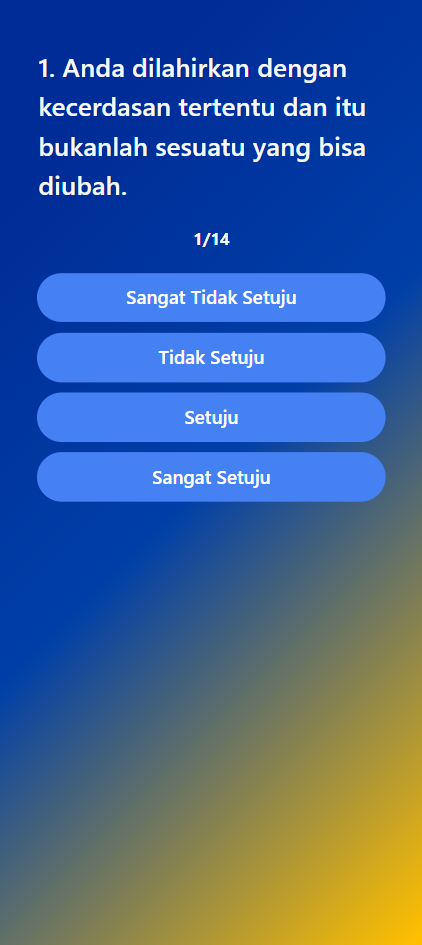 1. Anda dilahirkan dengan
kecerdasan tertentu dan itu
bukanlah sesuatu yang bisa
diubah.
1/14
Sangat Tidak Setuju
Tidak Setuju
Setuju
Sangat Setuju